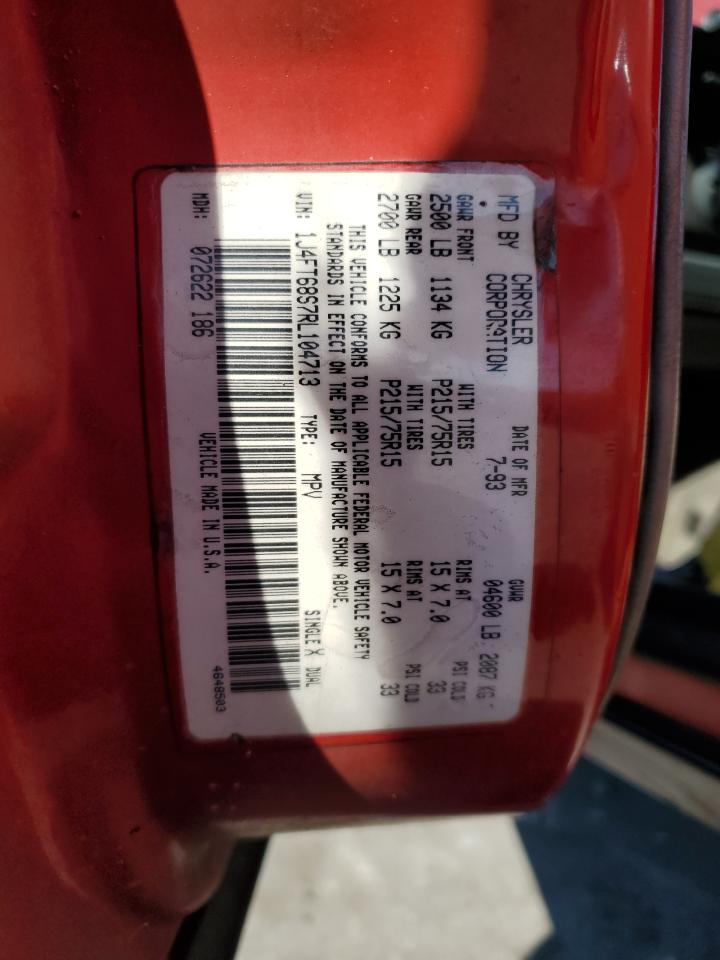 MFD BY CHRYSLER CORPORATION DATE OF MFR 7-93 GVWR 04600 LB 2087 KG
GAWR FRONT WITH TIRES RIMS AT PSI COLD
2500 LB 1134 KG P215/75R15 15 X 7.0 33
GAWR REAR WITH TIRES RIMS AT PSI COLD
2700 LB 1225 KG P215/75R15 15 X 7.0 33
THIS VEHICLE CONFORMS TO ALL APPLICABLE FEDERAL MOTOR VEHICLE SAFETY
STANDARDS IN EFFECT ON THE DATE OF MANUFACTURE SHOWN ABOVE.
VIN: 1J4FT68S7RL104713 TYPE: MPV SINGLE X DUAL
MDH: 072622 186 VEHICLE MADE IN U.S.A. 4648503